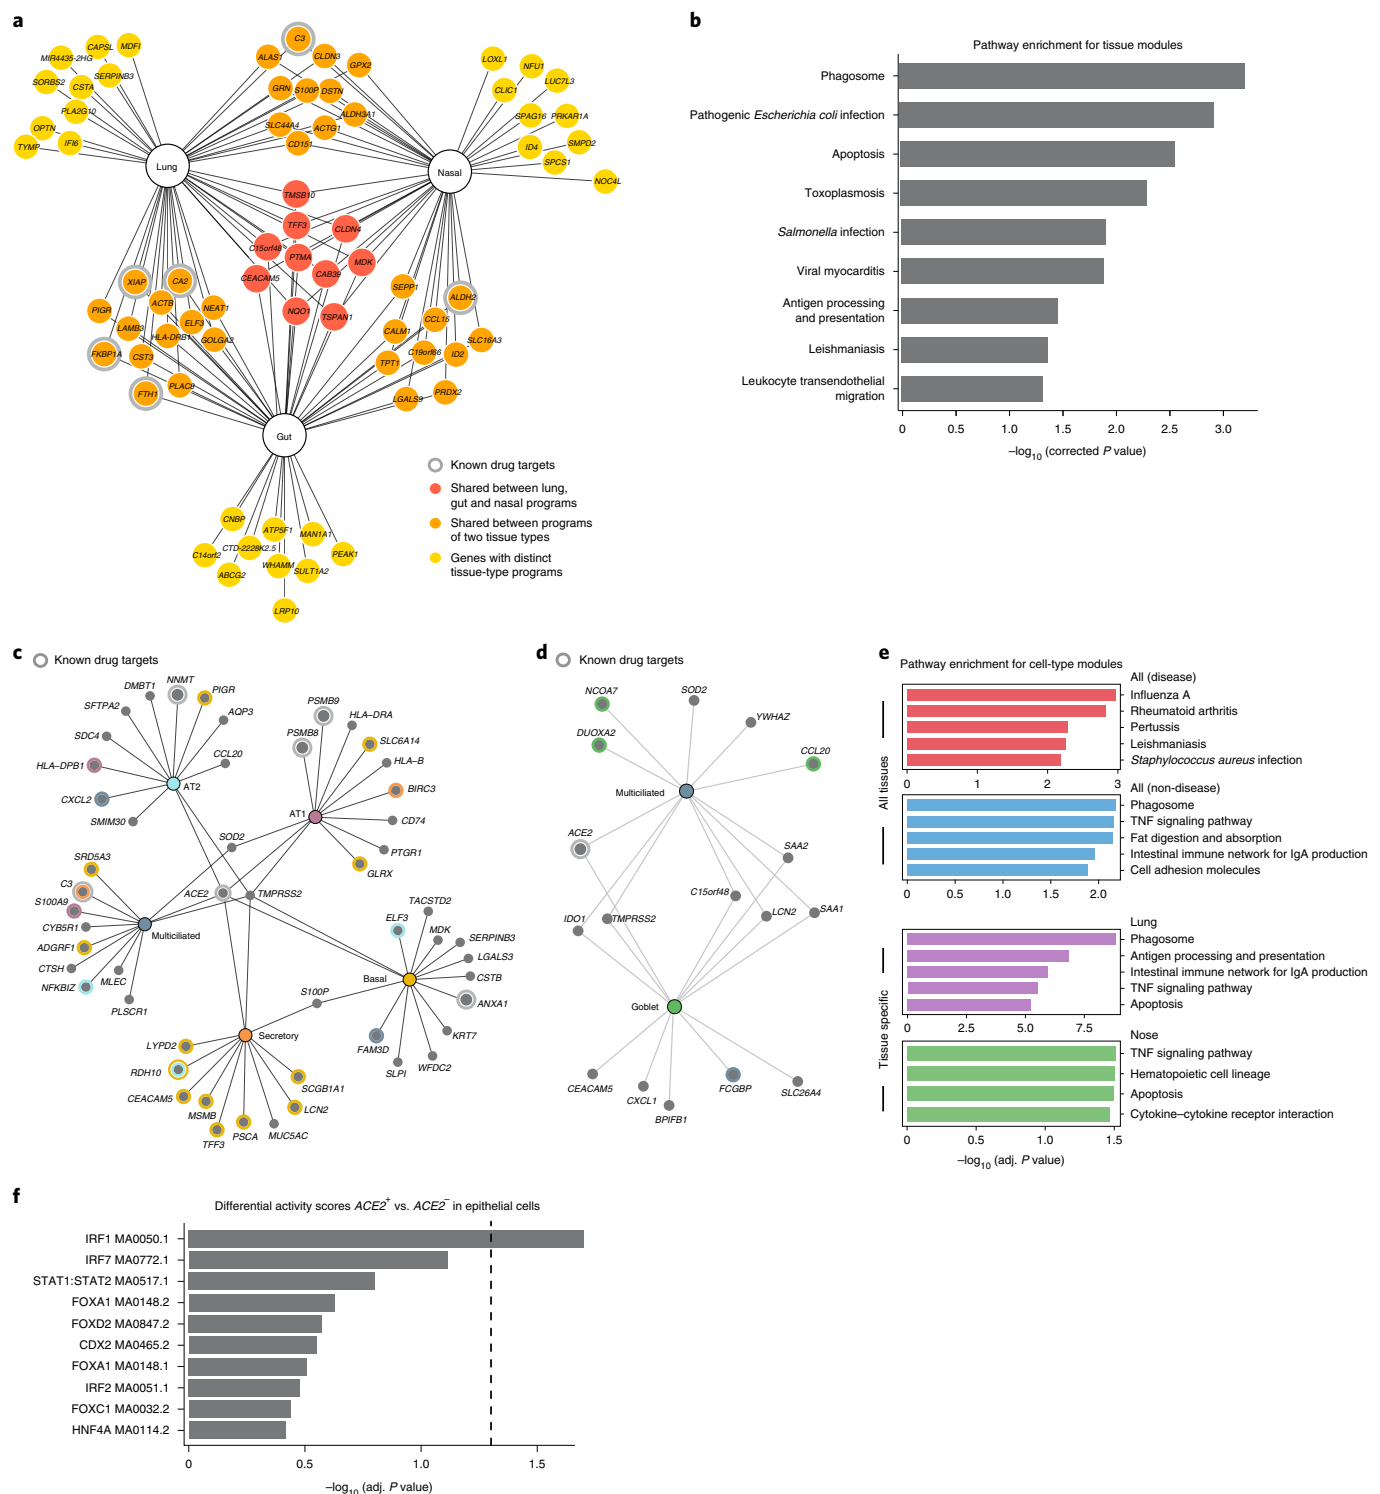 a
MIR4435-2HG
CAPSL
MDFI
SORBS2
CSTA
SERPINB3
PLA2G10
OPTN
TYMP
IFI6
Lung
C3
ALAS1
CLDN3
GPX2
GRN
S100P
DSTN
ALDH3A1
SLC44A4
ACTG1
CD151
LOXL1
NFU1
LUC7L3
CLIC1
SPAG16
PRKAR1A
ID4
SMPD2
SPCS1
NOC4L
Nasal
TMSB10
TFF3
CLDN4
C15orf48
PTMA
MDK
CEACAM5
CAB39
NQO1
TSPAN1
XIAP
CA2
PIGR
ACTB
NEAT1
LAMB3
ELF3
HLA-DRB1
GOLGA2
FKBP1A
CST3
FTH1
PLAC8
SEPP1
ALDH2
CCL15
CALM1
SLC16A3
C19orf66
ID2
TPT1
LGALS9
PRDX2
Gut
CNBP
ATP5F1
MAN1A1
C14orf2
CTD-2228K2.5
PEAK1
ABCG2
WHAMM
SULT1A2
LRP10
Known drug targets
Shared between lung,
gut and nasal programs
Shared between programs
of two tissue types
Genes with distinct
tissue-type programs
b
Pathway enrichment for tissue modules
Phagosome
Pathogenic Escherichia coli infection
Apoptosis
Toxoplasmosis
Salmonella infection
Viral myocarditis
Antigen processing
and presentation
Leishmaniasis
Leukocyte transendothelial
migration
0 0.5 1.0 1.5 2.0 2.5 3.0
–log10 (corrected P value)
c
Known drug targets
DMBT1
NNMT
PIGR
SFTPA2
AQP3
SDC4
CCL20
HLA–DPB1
AT2
CXCL2
SMIM30
PSMB9
HLA–DRA
PSMB8
SLC6A14
HLA–B
BIRC3
AT1
CD74
PTGR1
GLRX
SOD2
SRD5A3
C3
S100A9
CYB5R1
ADGRF1
CTSH
NFKBIZ
MLEC
PLSCR1
Multiciliated
ACE2
TMPRSS2
TACSTD2
ELF3
MDK
SERPINB3
LGALS3
Basal
CSTB
ANXA1
S100P
KRT7
FAM3D
SLPI
WFDC2
Secretory
LYPD2
RDH10
CEACAM5
MSMB
TFF3
PSCA
MUC5AC
LCN2
SCGB1A1
d
Known drug targets
NCOA7
SOD2
YWHAZ
DUOXA2
CCL20
Multiciliated
ACE2
SAA2
C15orf48
IDO1
TMPRSS2
LCN2
SAA1
Goblet
CEACAM5
CXCL1
BPIFB1
FCGBP
SLC26A4
e
Pathway enrichment for cell-type modules
All (disease)
Influenza A
Rheumatoid arthritis
Pertussis
Leishmaniasis
Staphylococcus aureus infection
0 1 2 3
All tissues
All (non-disease)
Phagosome
TNF signaling pathway
Fat digestion and absorption
Intestinal immune network for IgA production
Cell adhesion molecules
0 0.5 1.0 1.5 2.0
Lung
Phagosome
Antigen processing and presentation
Intestinal immune network for IgA production
TNF signaling pathway
Apoptosis
0 2.5 5.0 7.5
Tissue specific
Nose
TNF signaling pathway
Hematopoietic cell lineage
Apoptosis
Cytokine–cytokine receptor interaction
0 0.5 1.0 1.5
–log10 (adj. P value)
f
Differential activity scores ACE2+ vs. ACE2– in epithelial cells
IRF1 MA0050.1
IRF7 MA0772.1
STAT1:STAT2 MA0517.1
FOXA1 MA0148.2
FOXD2 MA0847.2
CDX2 MA0465.2
FOXA1 MA0148.1
IRF2 MA0051.1
FOXC1 MA0032.2
HNF4A MA0114.2
0 0.5 1.0 1.5
–log10 (adj. P value)